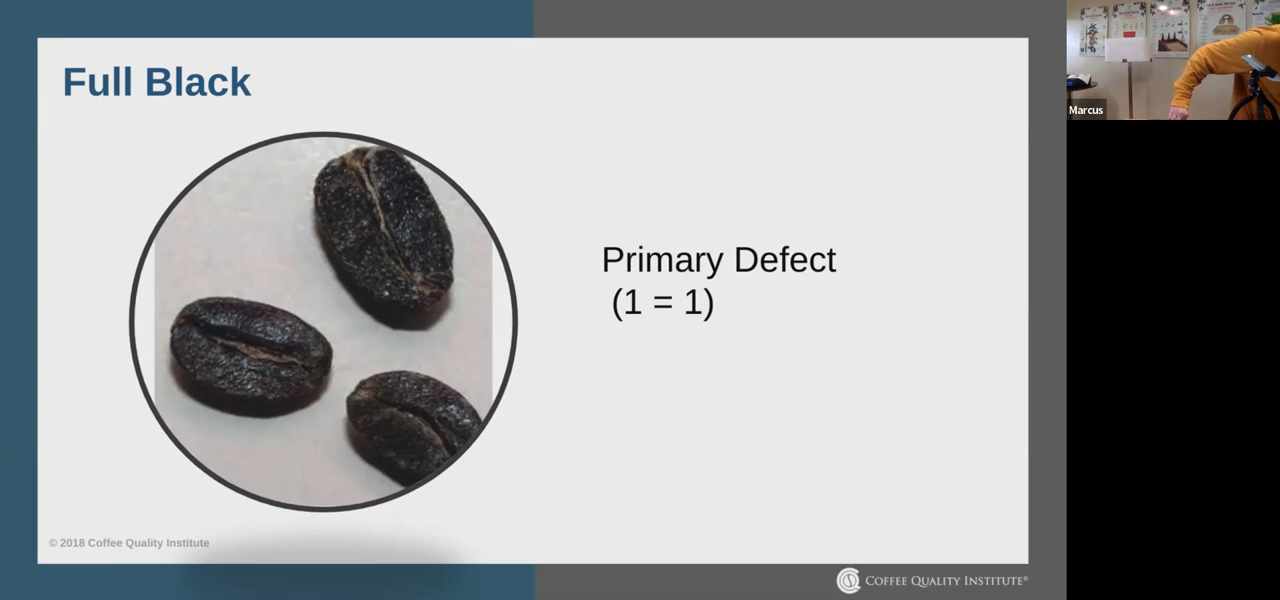 Full Black
Primary Defect
(1 = 1)
© 2018 Coffee Quality Institute
COFFEE QUALITY INSTITUTE®
Marcus